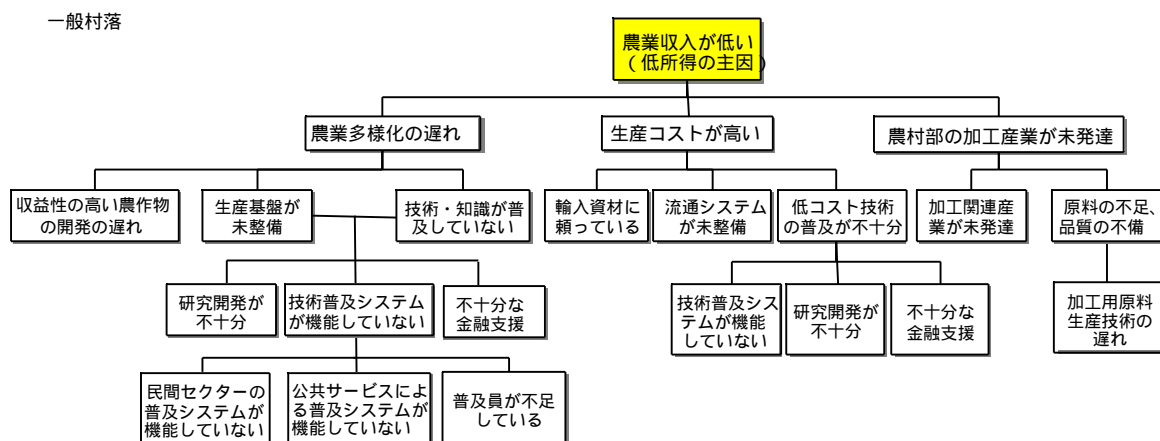 一般村落
農業収入が低い
(低所得の主因)
農業多様化の遅れ
生産コストが高い
農村部の加工産業が未発達
収益性の高い農作物
の開発の遅れ
生産基盤が
未整備
技術・知識が普
及していない
輸入資材に
頼っている
流通システム
が未整備
低コスト技術
の普及が不十分
加工関連産
業が未発達
原料の不足、
品質の不備
研究開発が
不十分
技術普及システム
が機能していない
不十分な
金融支援
技術普及シス
テムが機能
していない
研究開発が
不十分
不十分な
金融支援
加工用原料
生産技術の
遅れ
民間セクターの
普及システムが
機能していない
公共サービスによ
る普及システムが
機能していない
普及員が不足
している